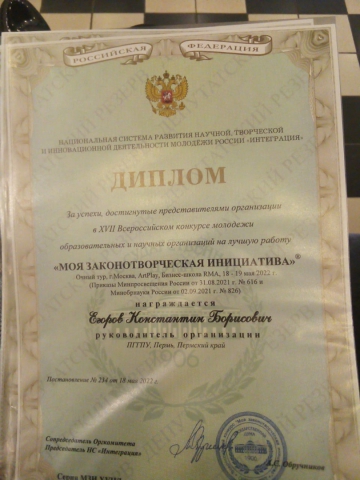 РОССИЙСКАЯ ФЕДЕРАЦИЯ
НАЦИОНАЛЬНАЯ СИСТЕМА РАЗВИТИЯ НАУЧНОЙ, ТВОРЧЕСКОЙ
И ИННОВАЦИОННОЙ ДЕЯТЕЛЬНОСТИ МОЛОДЕЖИ РОССИИ «ИНТЕГРАЦИЯ»
ДИПЛОМ
За успехи, достигнутые представителями организации
в XVII Всероссийском конкурсе молодежи
образовательных и научных организаций на лучшую работу
«МОЯ ЗАКОНОТВОРЧЕСКАЯ ИНИЦИАТИВА»®
Очный тур, г.Москва, ArtPlay, Бизнес-школа RMA, 18 - 19 мая 2022 г
(Приказы Минпросвещения России от 31.08.2021 г. № 616 и
Минобрнауки России от 02.09.2021 г. № 826)
награждается
Егоров Константин Борисович
руководитель организации
ПГГПУ, Пермь, Пермский край
Постановление № 254 от 18 мая 2022 г
Сопредседатель Оргкомитета
Председатель НС «Интеграция»
А.С. Обручников